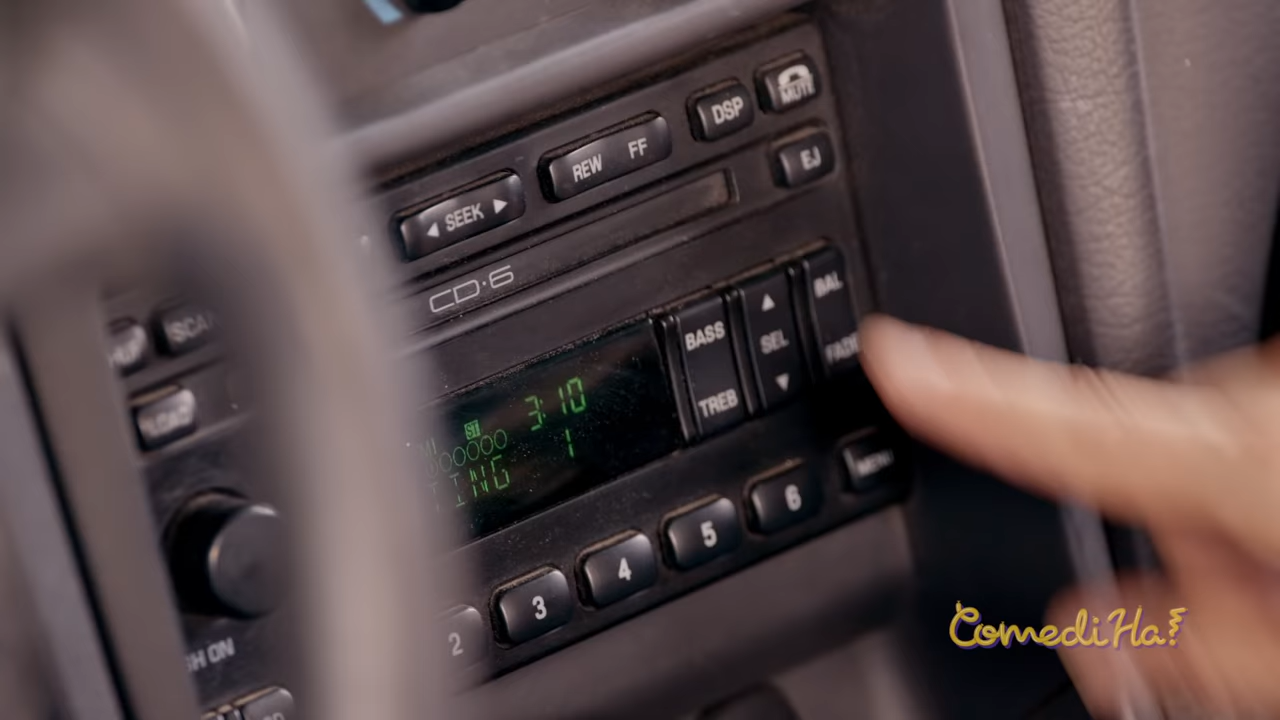 MUTE
DSP
REW FF
EJ
SEEK
CD·6
BAL
BASS
SEL
FADE
TREB
3:10
1
MENU
6
5
4
3
2
ComediHa!